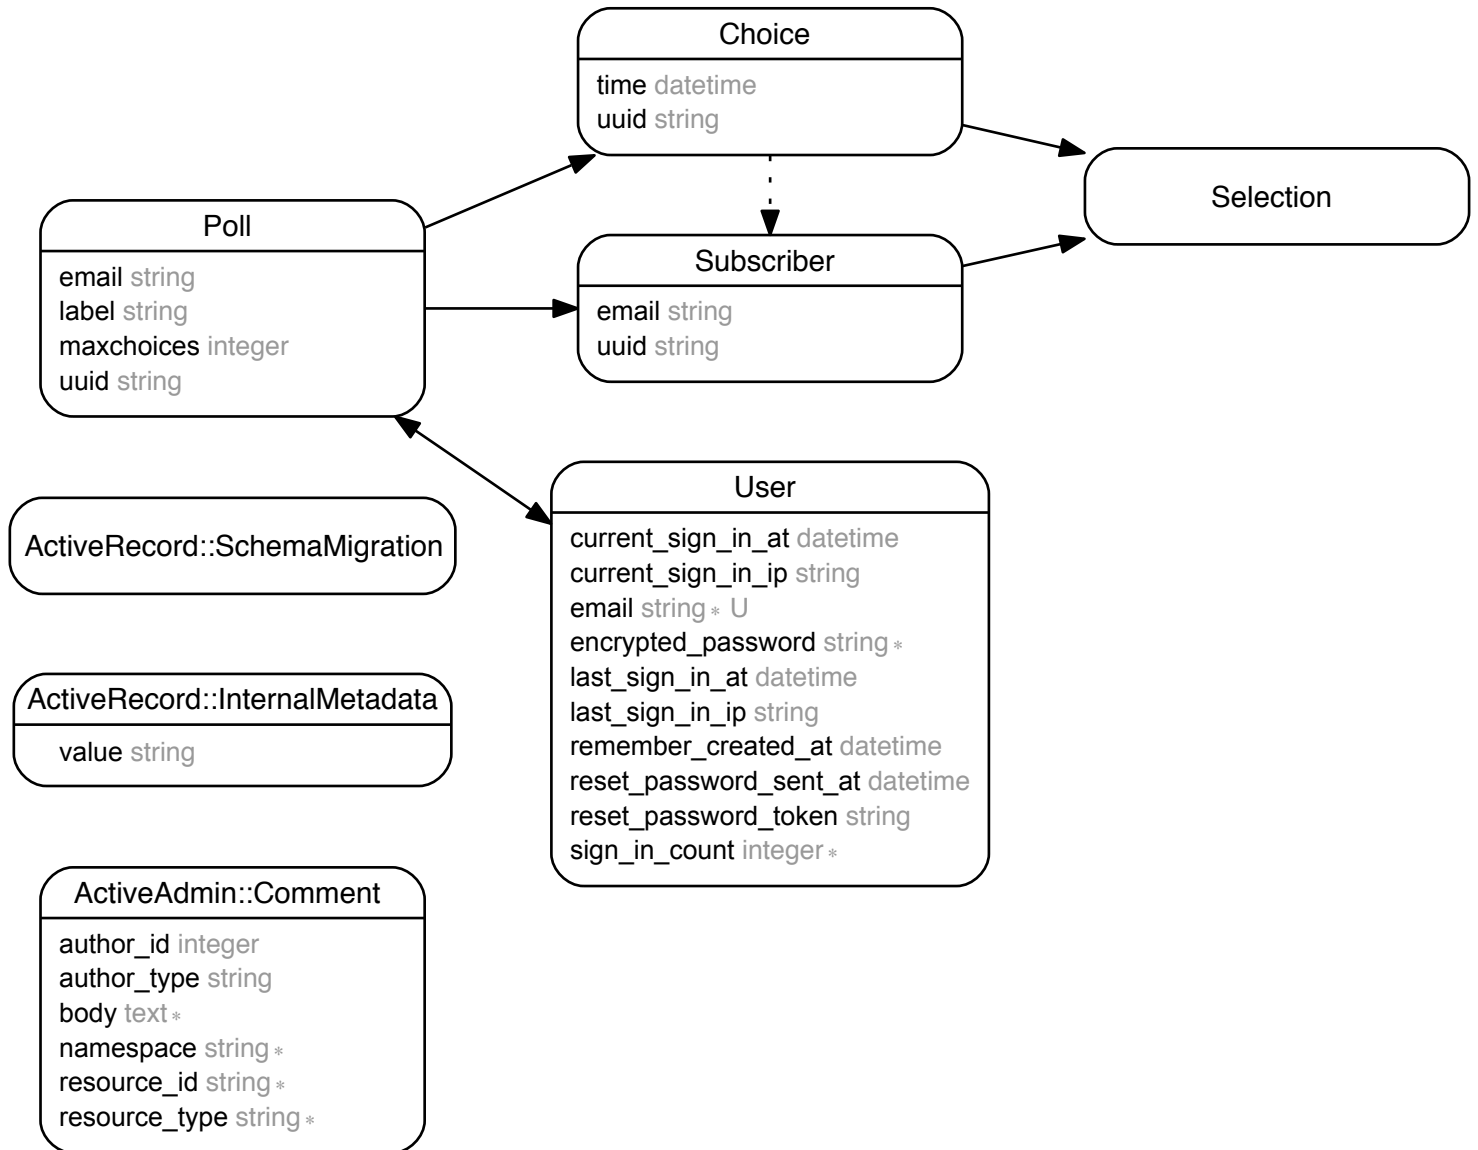 Choice
time datetime
uuid string
Selection
Poll
email string
label string
maxchoices integer
uuid string
Subscriber
email string
uuid string
User
current_sign_in_at datetime
current_sign_in_ip string
email string * U
encrypted_password string *
last_sign_in_at datetime
last_sign_in_ip string
remember_created_at datetime
reset_password_sent_at datetime
reset_password_token string
sign_in_count integer *
ActiveRecord::SchemaMigration
ActiveRecord::InternalMetadata
value string
ActiveAdmin::Comment
author_id integer
author_type string
body text *
namespace string *
resource_id string *
resource_type string *